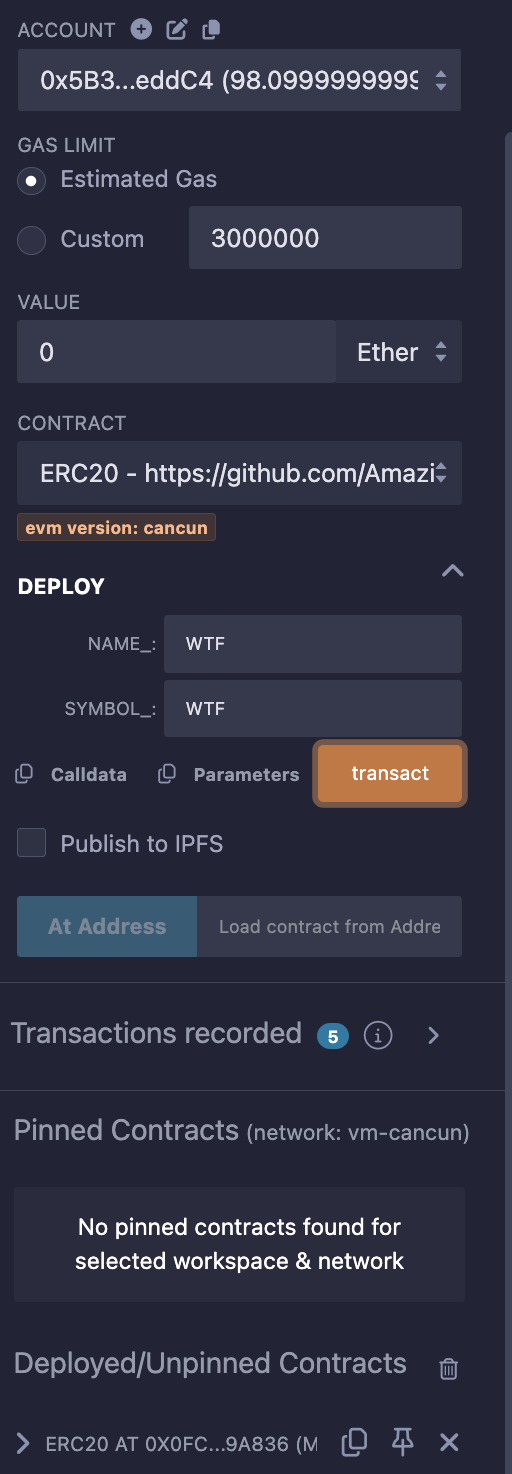 ACCOUNT
0x5B3...eddC4 (98.0999999999
GAS LIMIT
Estimated Gas
Custom 3000000
VALUE
0 Ether
CONTRACT
ERC20 - https://github.com/Amazi
evm version: cancun
DEPLOY
NAME_: WTF
SYMBOL_: WTF
Calldata Parameters transact
Publish to IPFS
At Address Load contract from Addre
Transactions recorded 5 i
Pinned Contracts (network: vm-cancun)
No pinned contracts found for
selected workspace & network
Deployed/Unpinned Contracts
ERC20 AT 0X0FC...9A836 (M